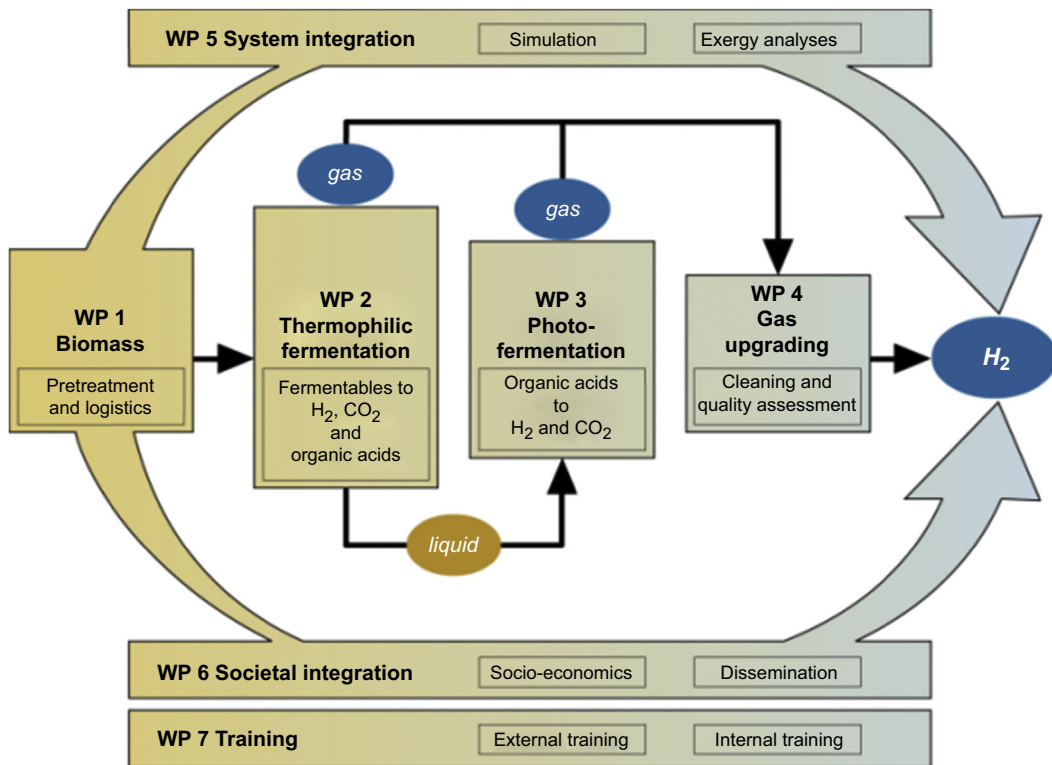 WP 5 System integration
Simulation
Exergy analyses
gas
gas
WP 1
Biomass
Pretreatment
and logistics
WP 2
Thermophilic
fermentation
Fermentables to
H₂, CO₂
and
organic acids
WP 3
Photo-
fermentation
Organic acids
to
H₂ and CO₂
WP 4
Gas
upgrading
Cleaning and
quality assessment
H₂
liquid
WP 6 Societal integration
Socio-economics
Dissemination
WP 7 Training
External training
Internal training